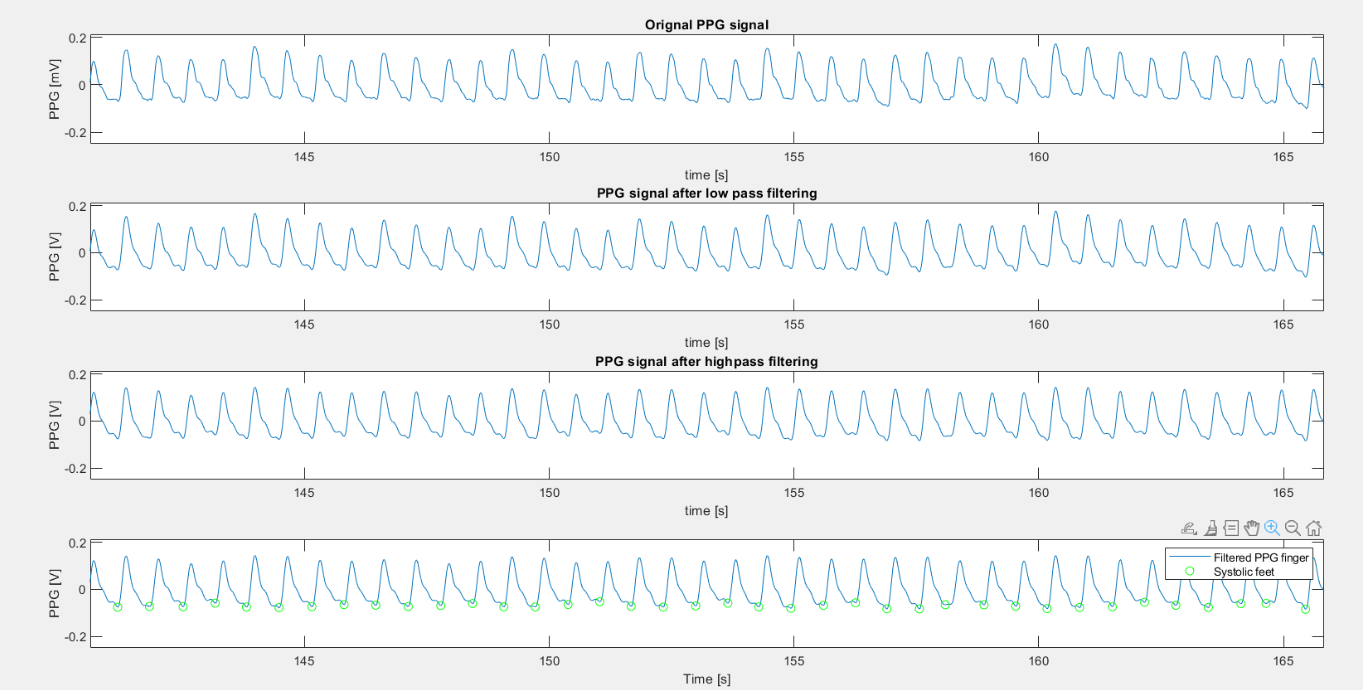 Orignal PPG signal
0.2
0
-0.2
PPG [mV]
145 150 155 160 165
time [s]
PPG signal after low pass filtering
0.2
0
-0.2
PPG [V]
145 150 155 160 165
time [s]
PPG signal after highpass filtering
0.2
0
-0.2
PPG [V]
145 150 155 160 165
time [s]
0.2
0
-0.2
PPG [V]
Filtered PPG finger
Systolic feet
145 150 155 160 165
Time [s]